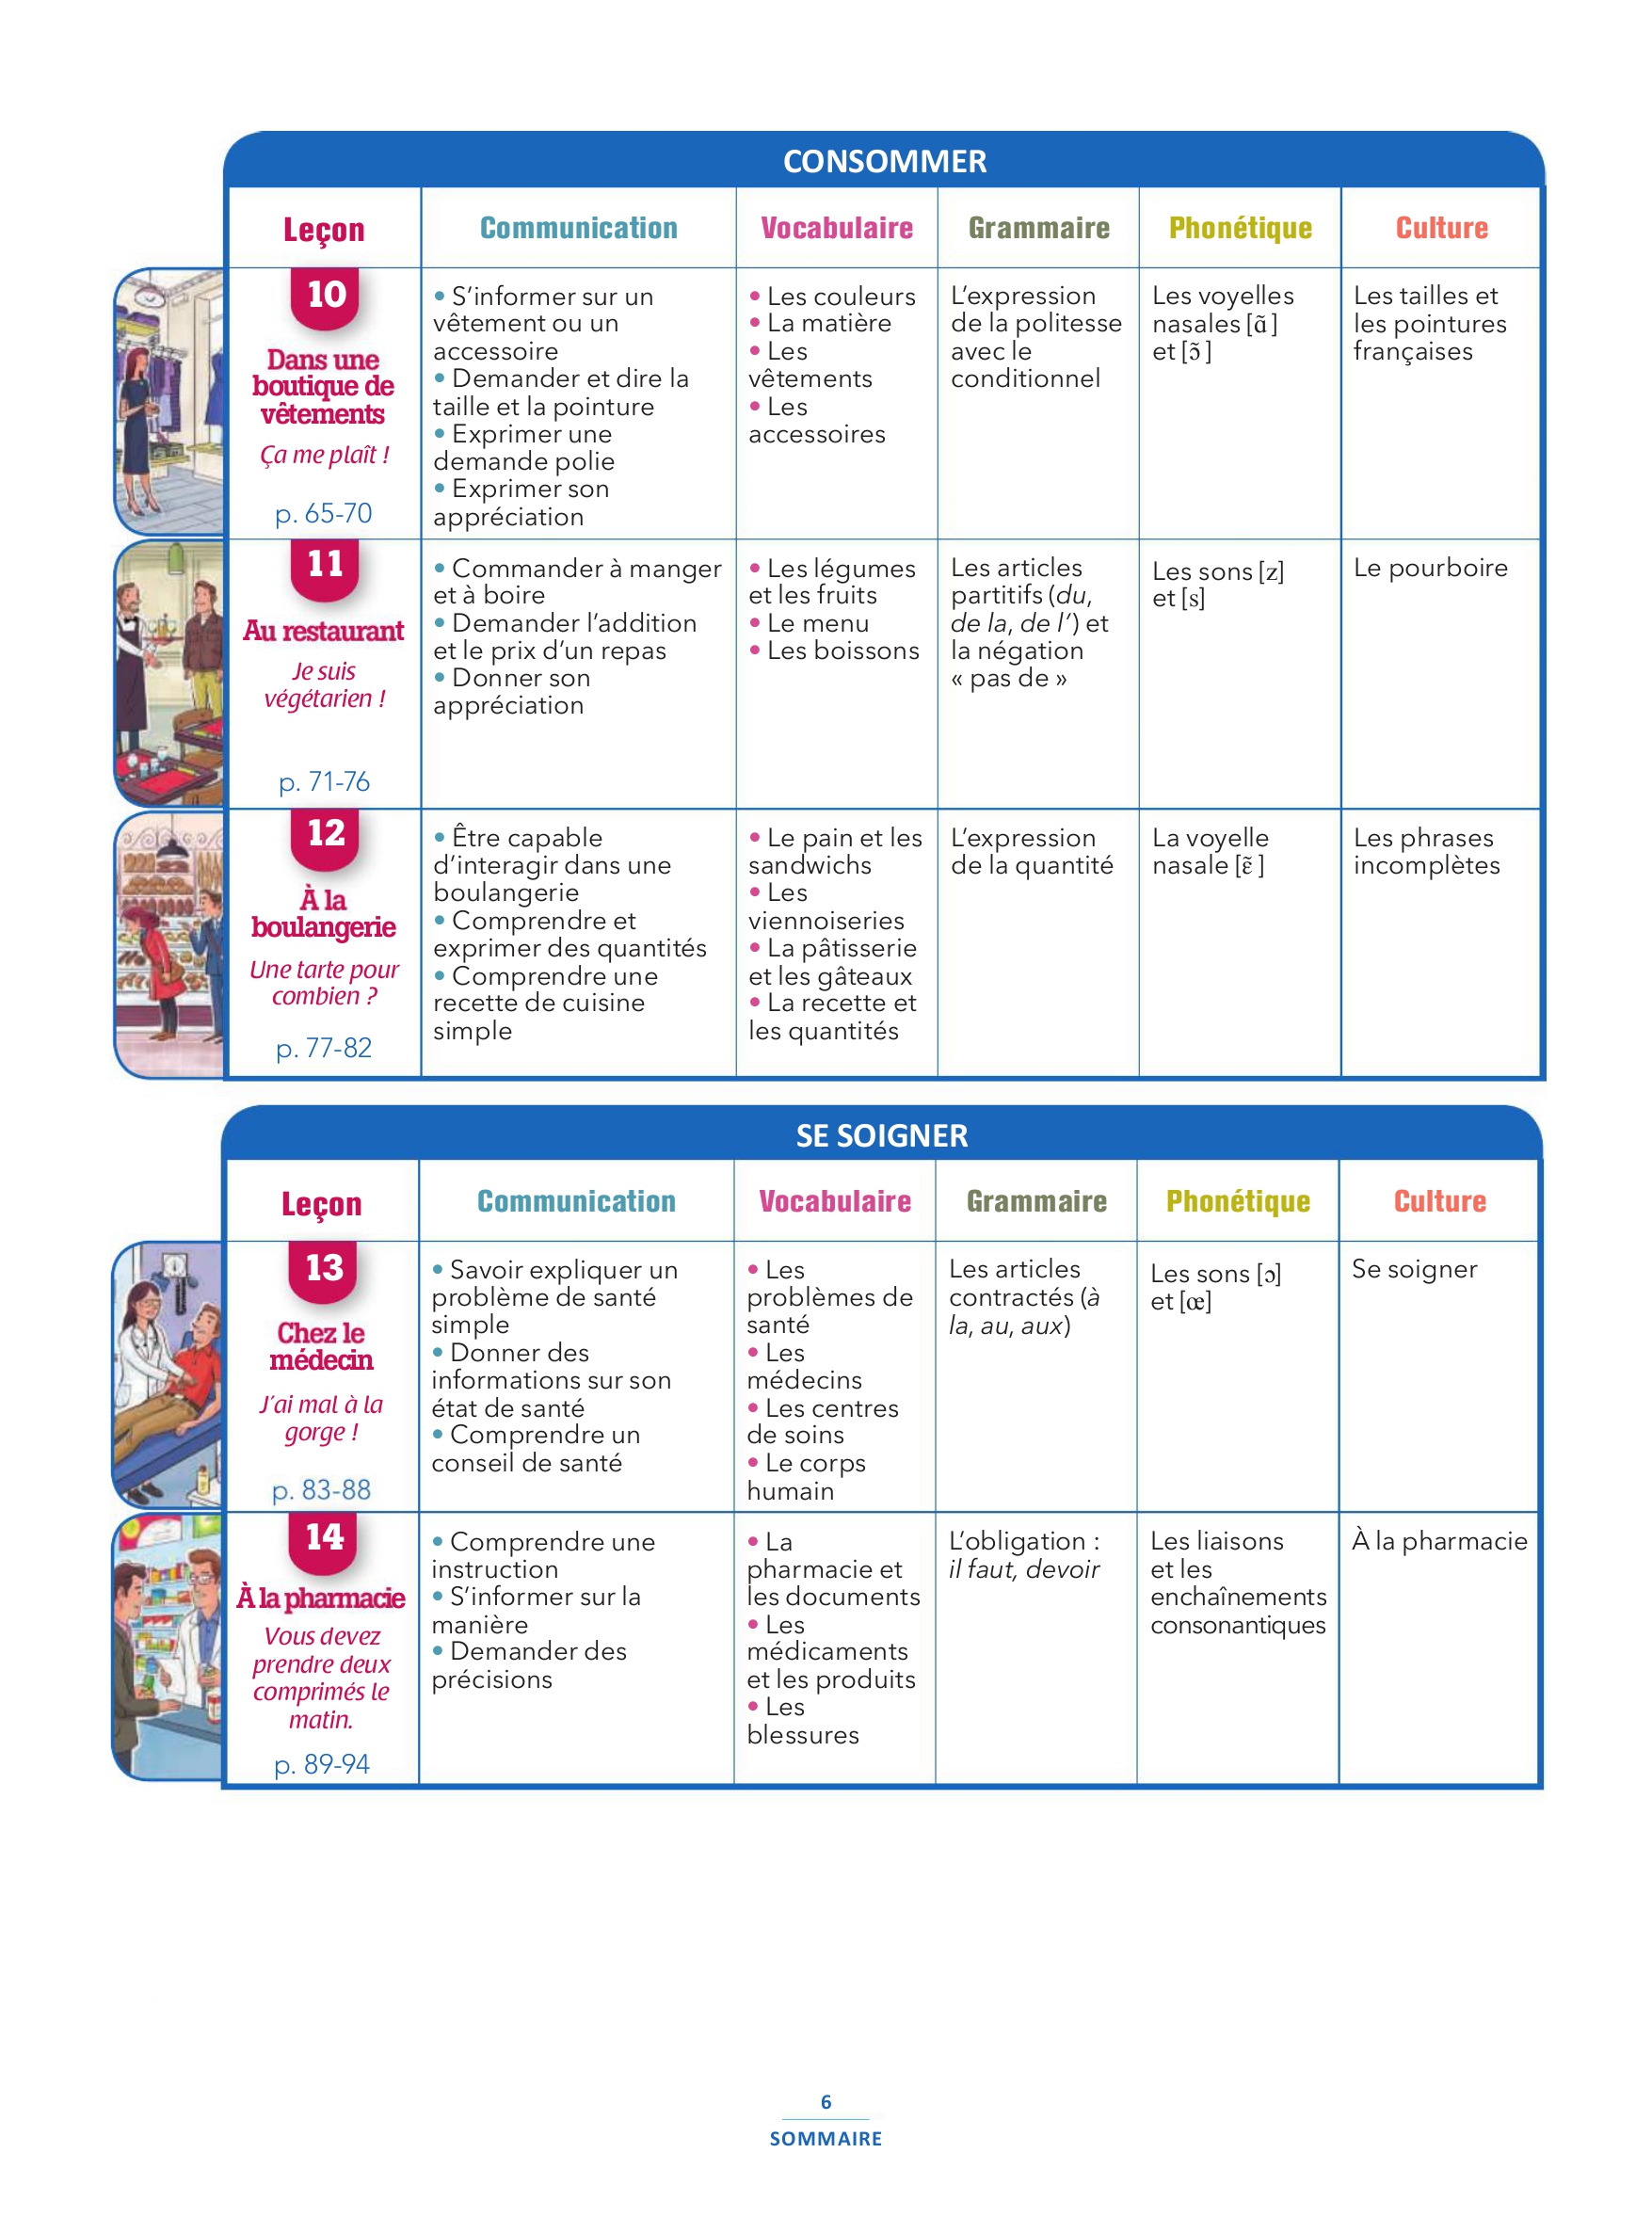 CONSOMMER
Leçon
Communication
Vocabulaire
Grammaire
Phonétique
Culture
10
Dans une
boutique de
vêtements
Ça me plaît !
p. 65-70
• S’informer sur un
vêtement ou un
accessoire
• Demander et dire la
taille et la pointure
• Exprimer une
demande polie
• Exprimer son
appréciation
• Les couleurs
• La matière
• Les
vêtements
• Les
accessoires
L’expression
de la politesse
avec le
conditionnel
Les voyelles
nasales [ɑ̃]
et [ɔ̃]
Les tailles et
les pointures
françaises
11
Au restaurant
Je suis
végétarien !
p. 71-76
• Commander à manger
et à boire
• Demander l’addition
et le prix d’un repas
• Donner son
appréciation
• Les légumes
et les fruits
• Le menu
• Les boissons
Les articles
partitifs (du,
de la, de l’) et
la négation
« pas de »
Les sons [z]
et [s]
Le pourboire
12
À la
boulangerie
Une tarte pour
combien ?
p. 77-82
• Être capable
d’interagir dans une
boulangerie
• Comprendre et
exprimer des quantités
• Comprendre une
recette de cuisine
simple
• Le pain et les
sandwichs
• Les
viennoiseries
• La pâtisserie
et les gâteaux
• La recette et
les quantités
L’expression
de la quantité
La voyelle
nasale [ɛ̃]
Les phrases
incomplètes
SE SOIGNER
Leçon
Communication
Vocabulaire
Grammaire
Phonétique
Culture
13
Chez le
médecin
J’ai mal à la
gorge !
p. 83-88
• Savoir expliquer un
problème de santé
simple
• Donner des
informations sur son
état de santé
• Comprendre un
conseil de santé
• Les
problèmes de
santé
• Les
médecins
• Les centres
de soins
• Le corps
humain
Les articles
contractés (à
la, au, aux)
Les sons [ɔ]
et [œ]
Se soigner
14
À la pharmacie
Vous devez
prendre deux
comprimés le
matin.
p. 89-94
• Comprendre une
instruction
• S’informer sur la
manière
• Demander des
précisions
• La
pharmacie et
les documents
• Les
médicaments
et les produits
• Les
blessures
L’obligation :
il faut, devoir
Les liaisons
et les
enchaînements
consonantiques
À la pharmacie
6
SOMMAIRE